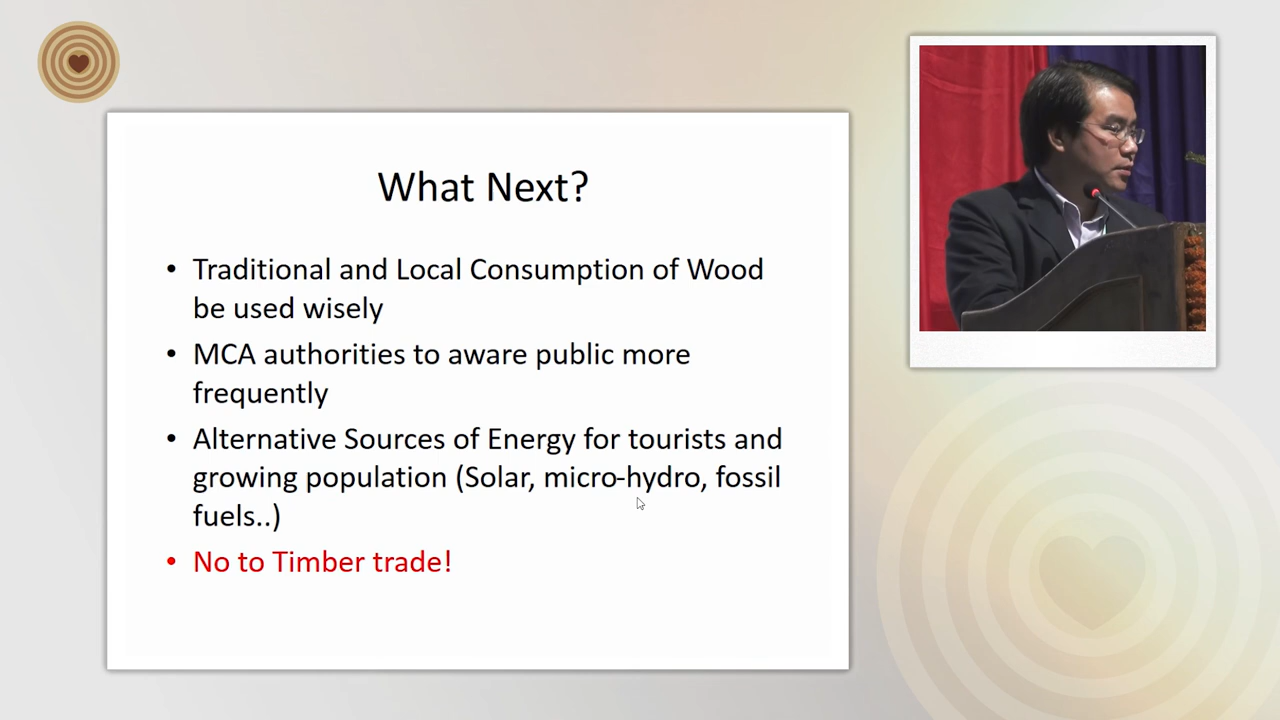 What Next?
• Traditional and Local Consumption of Wood
be used wisely
• MCA authorities to aware public more
frequently
• Alternative Sources of Energy for tourists and
growing population (Solar, micro-hydro, fossil
fuels..)
• No to Timber trade!